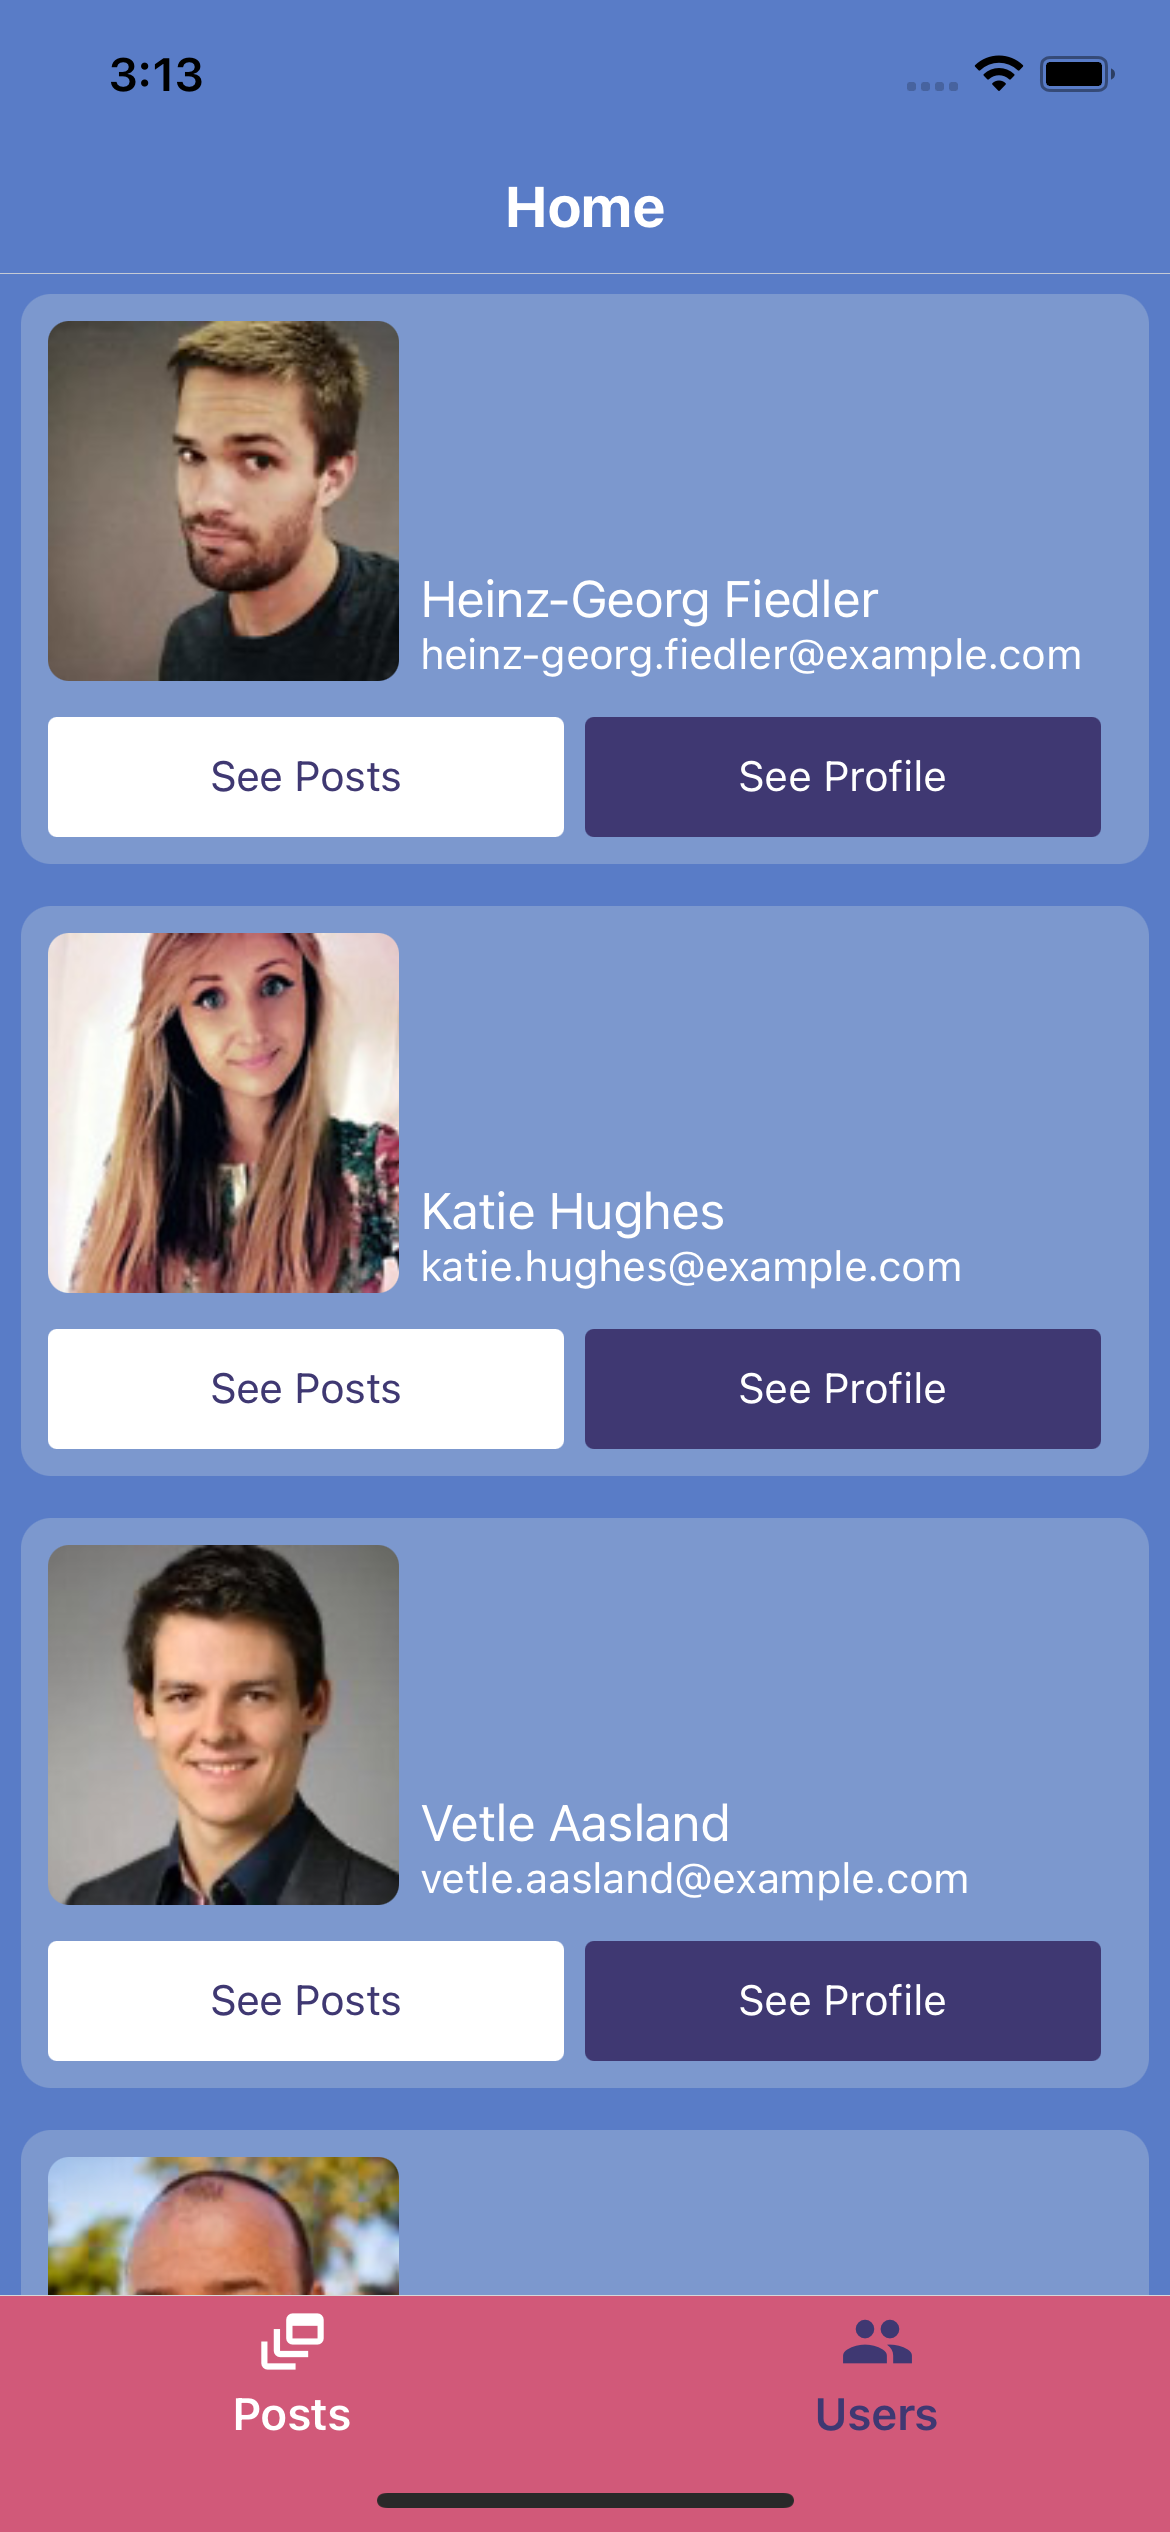 3:13
Home
Heinz-Georg Fiedler
heinz-georg.fiedler@example.com
See Posts
See Profile
Katie Hughes
katie.hughes@example.com
See Posts
See Profile
Vetle Aasland
vetle.aasland@example.com
See Posts
See Profile
Posts
Users